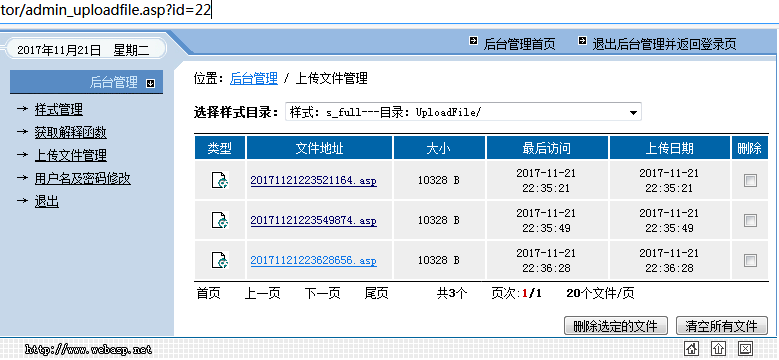 tor/admin_uploadfile.asp?id=22
2017年11月21日 星期二
后台管理首页 退出后台管理并返回登录页
后台管理
样式管理
获取解释函数
上传文件管理
用户名及密码修改
退出
位置：后台管理 / 上传文件管理
选择样式目录： 样式：s_full---目录：UploadFile/
类型 文件地址 大小 最后访问 上传日期 删除
20171121223521164.asp 10328 B 2017-11-21 22:35:21 2017-11-21 22:35:21
20171121223549874.asp 10328 B 2017-11-21 22:35:49 2017-11-21 22:35:49
20171121223628656.asp 10328 B 2017-11-21 22:36:28 2017-11-21 22:36:28
首页 上一页 下一页 尾页 共3个 页次:1/1 20个文件/页
删除选定的文件 清空所有文件
http://www.webasp.net